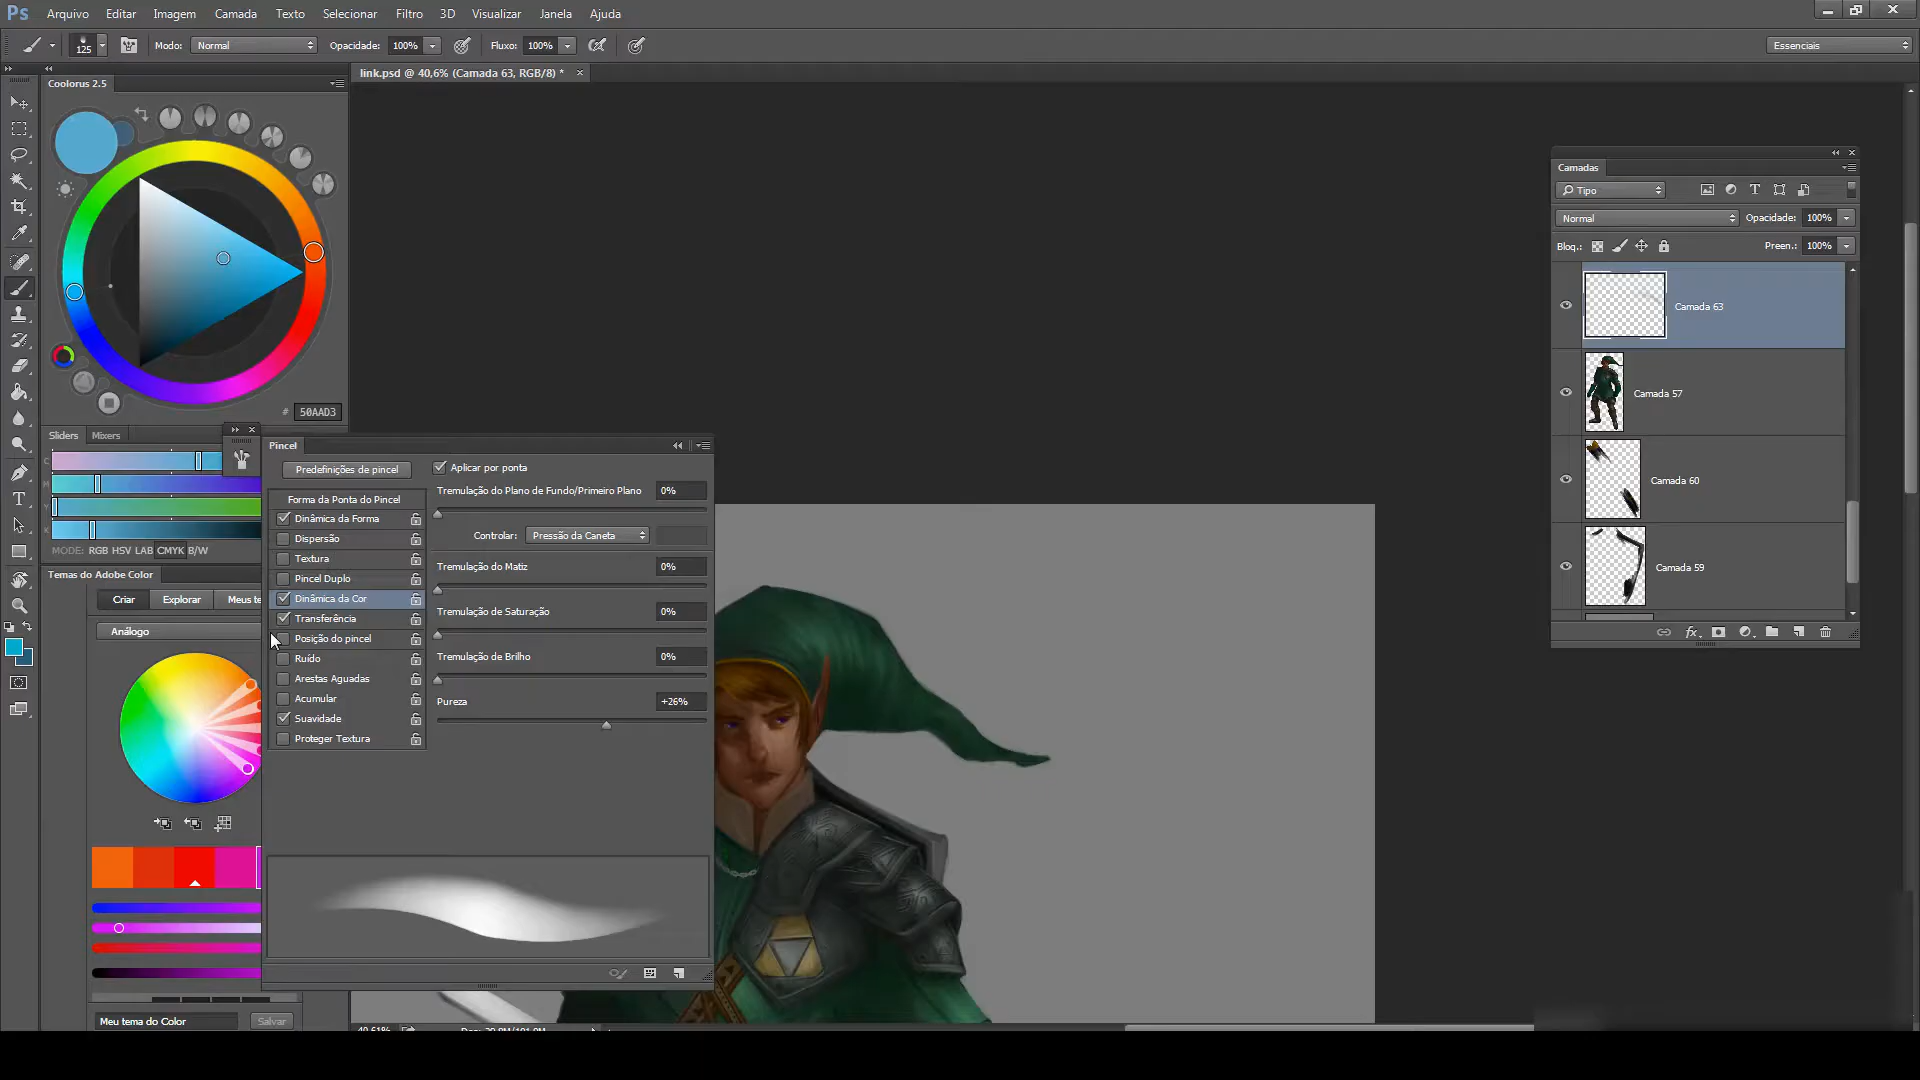 Ps Arquivo Editar Imagem Camada Texto Selecionar Filtro 3D Visualizar Janela Ajuda
125 Modo: Normal Opacidade: 100% Fluxo: 100% Essenciais
Coolorus 2.5
link.psd @ 40,6% (Camada 63, RGB/8) *
# 50AAD3
Sliders Mixers
C
M
Y
K
MODE: RGB HSV LAB CMYK B/W
Temas do Adobe Color
Criar Explorar Meus te
Análogo
Meu tema do Color Salvar
Pincel
Predefinições de pincel
Forma da Ponta do Pincel
Dinâmica da Forma
Dispersão
Textura
Pincel Duplo
Dinâmica da Cor
Transferência
Posição do pincel
Ruído
Arestas Aguadas
Acumular
Suavidade
Proteger Textura
Aplicar por ponta
Tremulação do Plano de Fundo/Primeiro Plano 0%
Controlar: Pressão da Caneta
Tremulação do Matiz 0%
Tremulação de Saturação 0%
Tremulação de Brilho 0%
Pureza +26%
Camadas
Tipo
Normal Opacidade: 100%
Bloq.: Preen.: 100%
Camada 63
Camada 57
Camada 60
Camada 59
fx